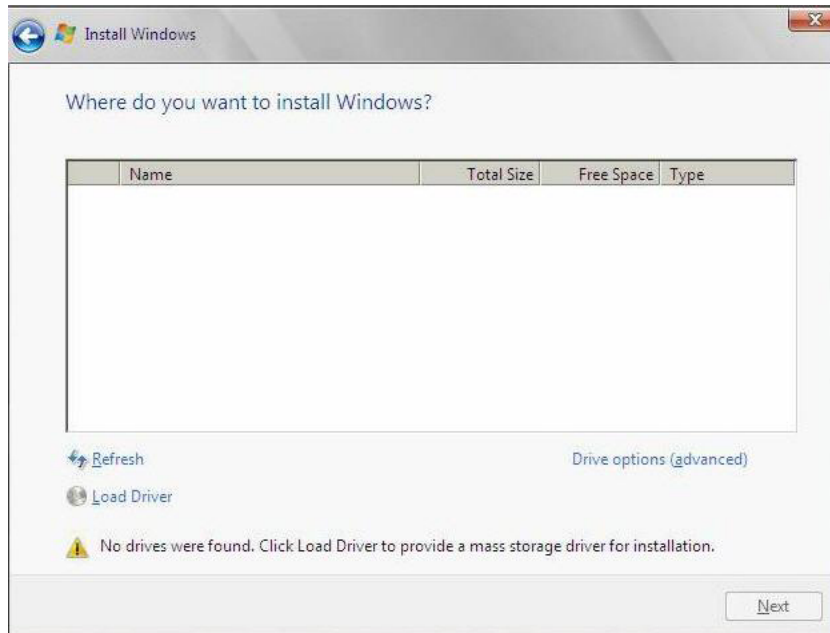 Install Windows
Where do you want to install Windows?
Name Total Size Free Space Type
Refresh Drive options (advanced)
Load Driver
No drives were found. Click Load Driver to provide a mass storage driver for installation.
Next